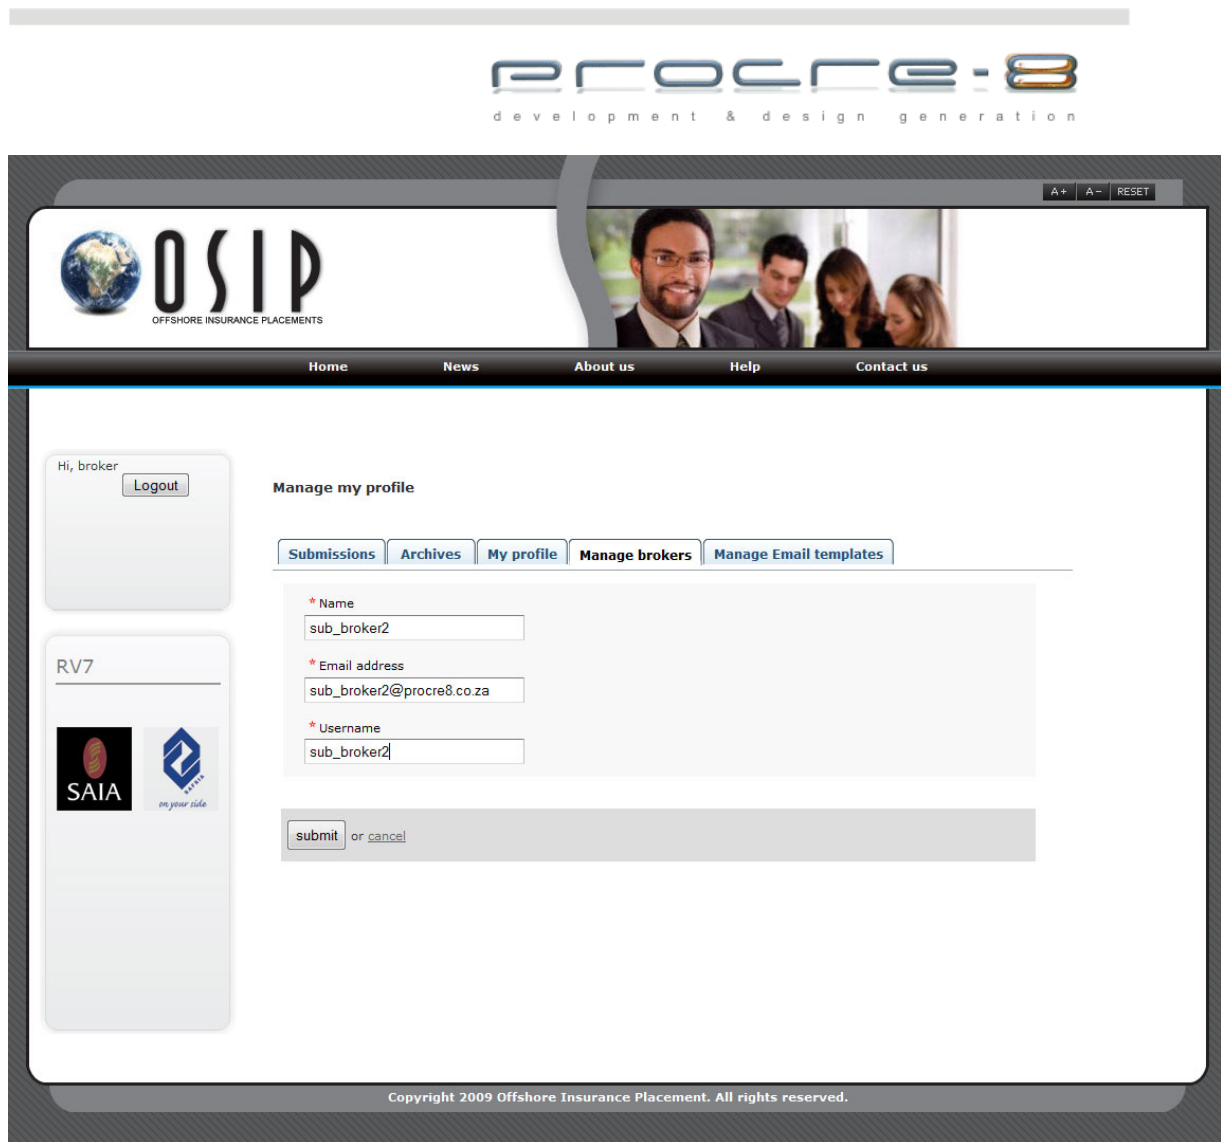 procre-8
development & design generation
A+ A- RESET
OSIP
OFFSHORE INSURANCE PLACEMENTS
Home News About us Help Contact us
Hi, broker
Logout
Manage my profile
Submissions Archives My profile Manage brokers Manage Email templates
* Name
sub_broker2
* Email address
sub_broker2@procre8.co.za
* Username
sub_broker2
submit or cancel
RV7
SAIA
SAFRIA
on your side
Copyright 2009 Offshore Insurance Placement. All rights reserved.